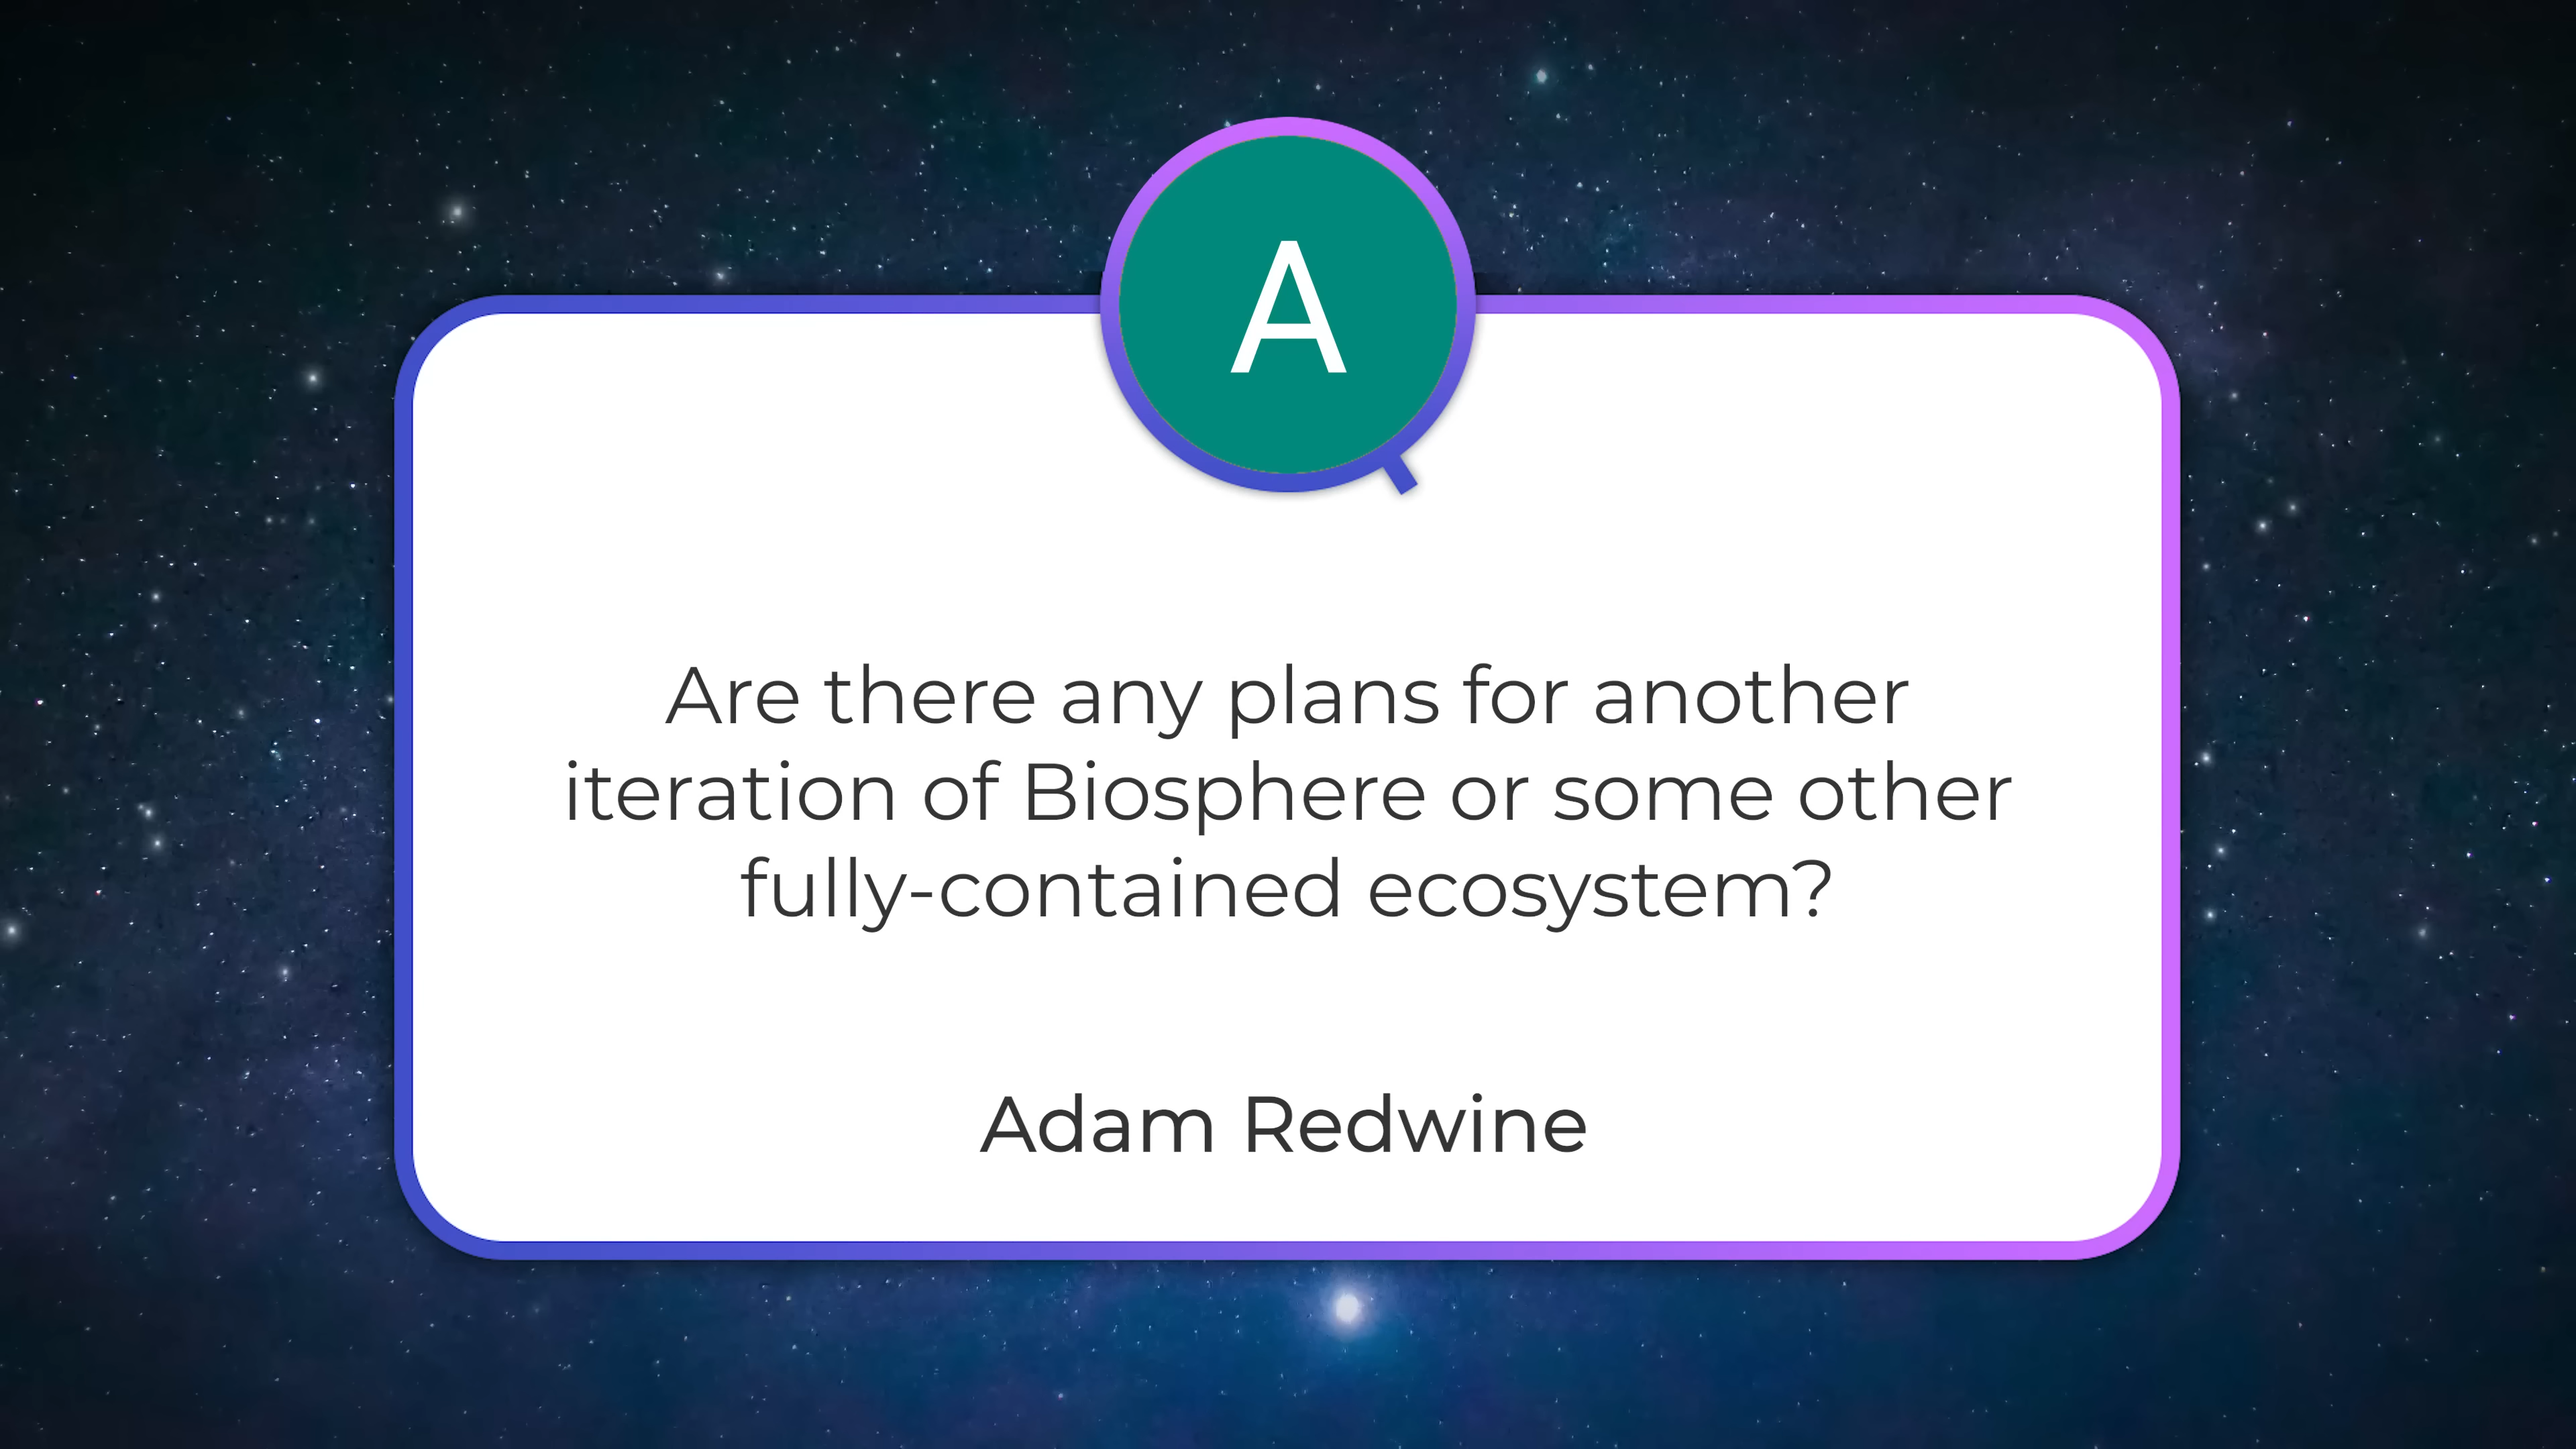 A
Are there any plans for another
iteration of Biosphere or some other
fully-contained ecosystem?
Adam Redwine